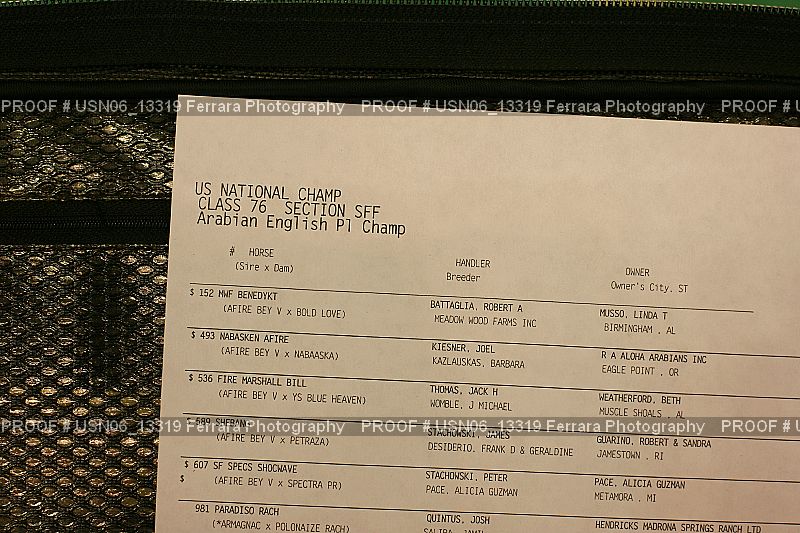 PROOF # USN06_13319 Ferrara Photography PROOF # USN06_13319 Ferrara Photography PROOF #
US NATIONAL CHAMP
CLASS 76 SECTION SFF
Arabian English Pl Champ
# HORSE HANDLER OWNER
(Sire x Dam) Breeder Owner's City, ST
$ 152 MWF BENEDYKT BATTAGLIA, ROBERT A MUSSO, LINDA T
(AFIRE BEY V x BOLD LOVE) MEADOW WOOD FARMS INC BIRMINGHAM , AL
$ 493 NABASKEN AFIRE KIESNER, JOEL R A ALOHA ARABIANS INC
(AFIRE BEY V x NABAASKA) KAZLAUSKAS, BARBARA EAGLE POINT , OR
$ 536 FIRE MARSHALL BILL THOMAS, JACK H WEATHERFORD, BETH
(AFIRE BEY V x YS BLUE HEAVEN) WOMBLE, J MICHAEL MUSCLE SHOALS , AL
PROOF # USN06_13319 Ferrara Photography PROOF # USN06_13319 Ferrara Photography PROOF #
589 SHEBANG STACHOWSKI, JAMES GUARINO, ROBERT & SANDRA
(AFIRE BEY V x PETRAZA) DESIDERIO, FRANK D & GERALDINE JAMESTOWN , RI
$ 607 SF SPECS SHOCWAVE STACHOWSKI, PETER PACE, ALICIA GUZMAN
$ (AFIRE BEY V x SPECTRA PR) PACE, ALICIA GUZMAN METAMORA , MI
981 PARADISO RACH QUINTUS, JOSH HENDRICKS MADRONA SPRINGS RANCH LTD
(*ARMAGNAC x POLONAIZE RACH)